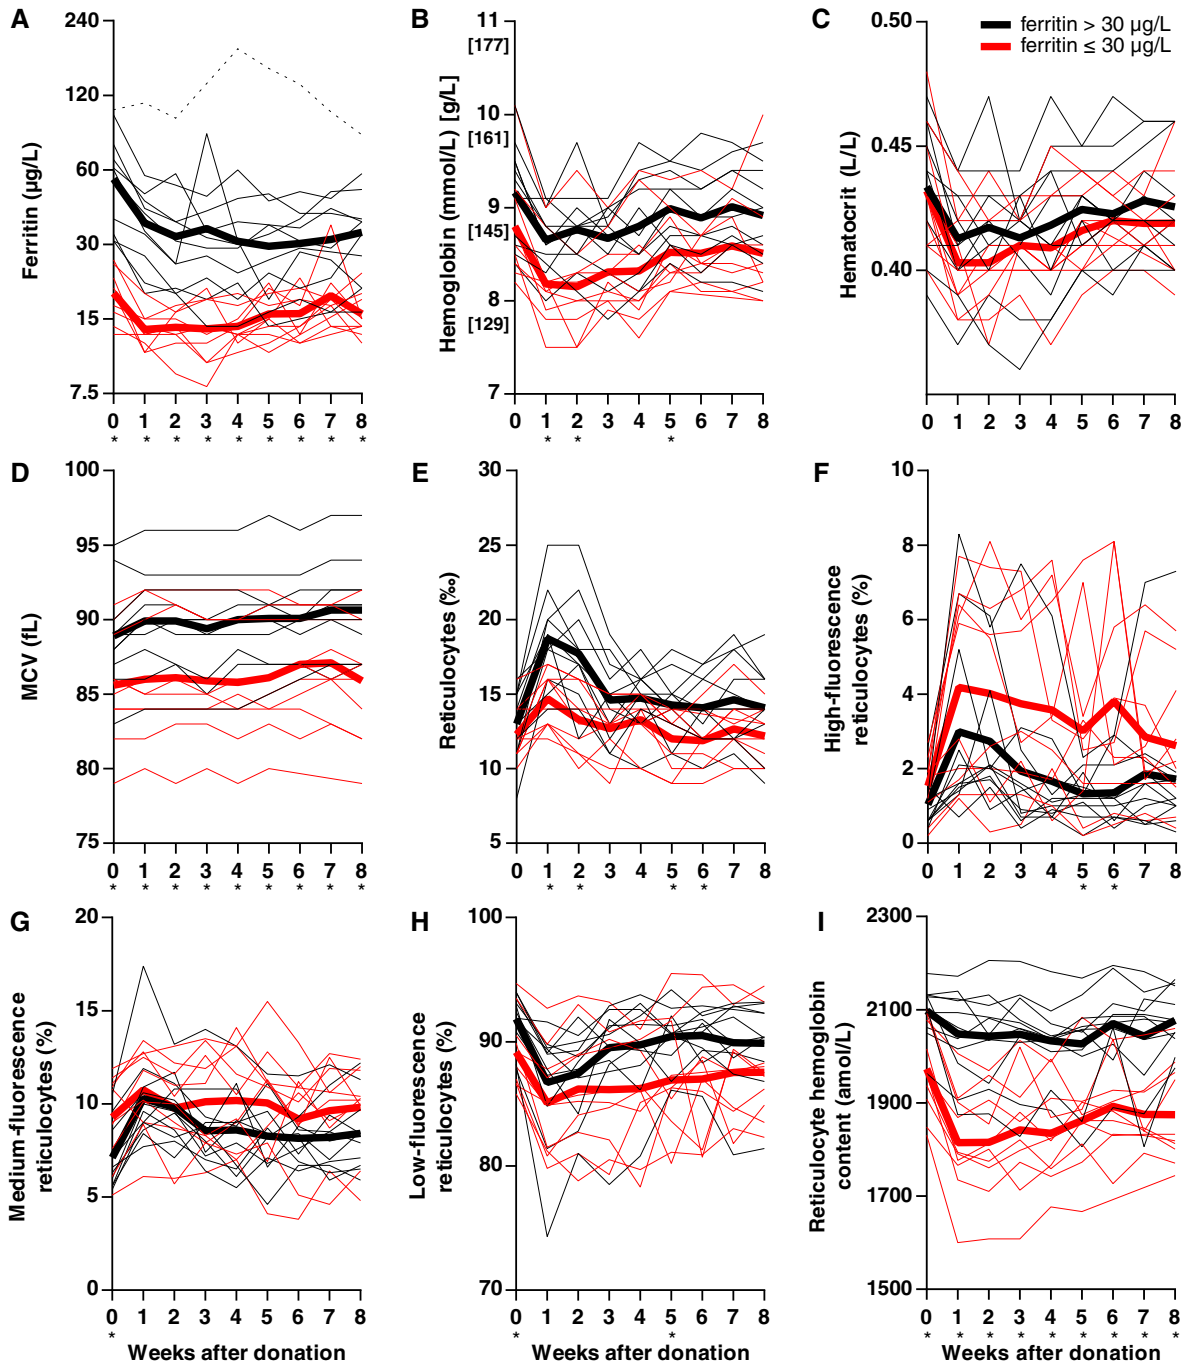 A
Ferritin (µg/L)
240
120
60
30
15
7.5
0 1 2 3 4 5 6 7 8
* * * * * * * * *
B
Hemoglobin (mmol/L) [g/L]
11
[177]
10
[161]
9
[145]
8
[129]
7
0 1 2 3 4 5 6 7 8
* * *
C
Hematocrit (L/L)
0.50
0.45
0.40
ferritin > 30 µg/L
ferritin ≤ 30 µg/L
0 1 2 3 4 5 6 7 8
D
MCV (fL)
100
95
90
85
80
75
0 1 2 3 4 5 6 7 8
* * * * * * * * *
E
Reticulocytes (‰)
30
25
20
15
10
5
0 1 2 3 4 5 6 7 8
* * * *
F
High-fluorescence
reticulocytes (%)
10
8
6
4
2
0
0 1 2 3 4 5 6 7 8
* *
G
Medium-fluorescence
reticulocytes (%)
20
15
10
5
0
0 1 2 3 4 5 6 7 8
*
Weeks after donation
H
Low-fluorescence
reticulocytes (%)
100
90
80
70
0 1 2 3 4 5 6 7 8
* *
Weeks after donation
I
Reticulocyte hemoglobin
content (amol/L)
2300
2100
1900
1700
1500
0 1 2 3 4 5 6 7 8
* * * * * * * * *
Weeks after donation